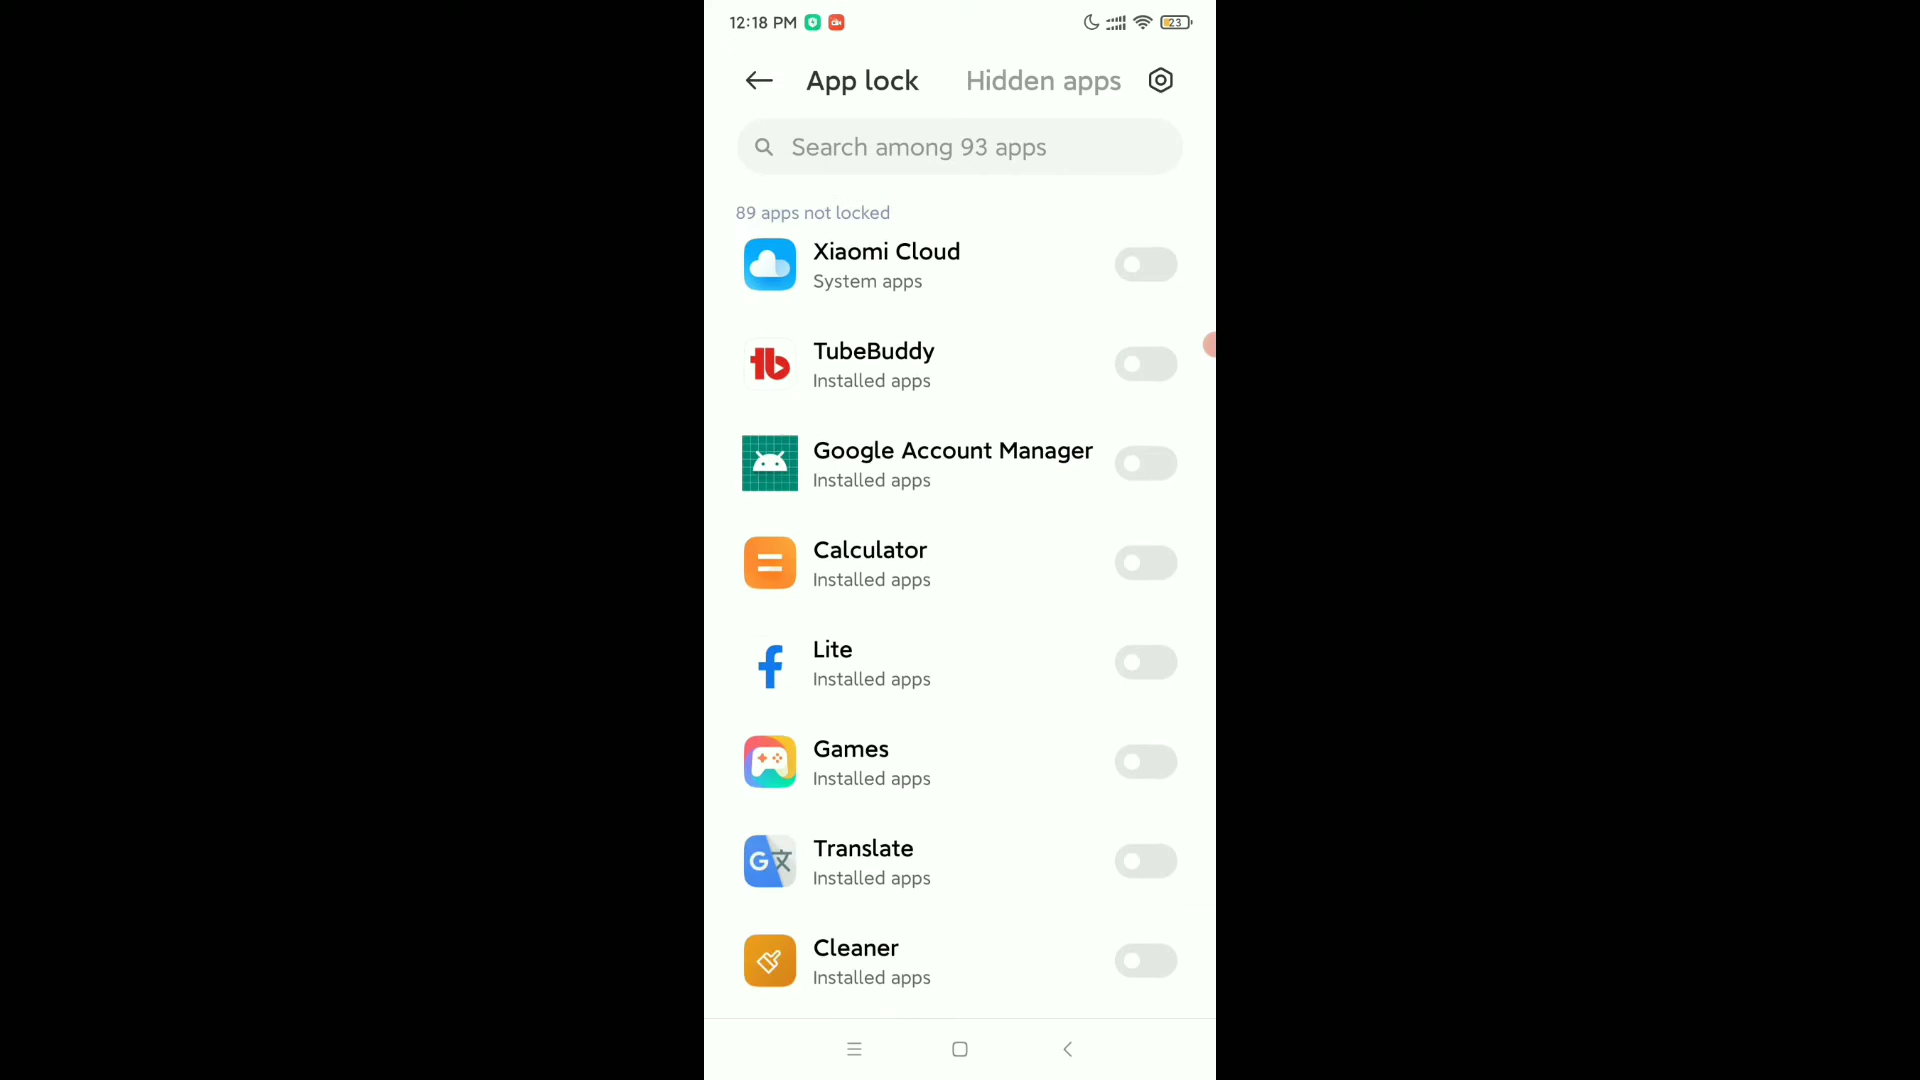 12:18 PM
23
App lock
Hidden apps
Search among 93 apps
89 apps not locked
Xiaomi Cloud
System apps
TubeBuddy
Installed apps
Google Account Manager
Installed apps
Calculator
Installed apps
Lite
Installed apps
Games
Installed apps
Translate
Installed apps
Cleaner
Installed apps